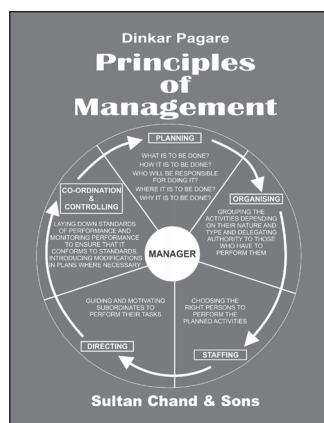 Dinkar Pagare
Principles
of
Management
PLANNING
WHAT IS TO BE DONE?
HOW IT IS TO BE DONE?
WHO WILL BE RESPONSIBLE
FOR DOING IT?
WHERE IT IS TO BE DONE?
WHY IT IS TO BE DONE?
ORGANISING
GROUPING THE
ACTIVITIES DEPENDING
ON THEIR NATURE AND
TYPE AND DELEGATING
AUTHORITY TO THOSE
WHO HAVE TO
PERFORM THEM
CO-ORDINATION
&
CONTROLLING
LAYING DOWN STANDARDS
OF PERFORMANCE AND
MONITORING PERFORMANCE
TO ENSURE THAT IT
CONFORMS TO STANDARDS.
INTRODUCING MODIFICATIONS
IN PLANS WHERE NECESSARY
MANAGER
GUIDING AND MOTIVATING
SUBORDINATES TO
PERFORM THEIR TASKS
DIRECTING
CHOOSING THE
RIGHT PERSONS TO
PERFORM THE
PLANNED ACTIVITIES
STAFFING
Sultan Chand & Sons